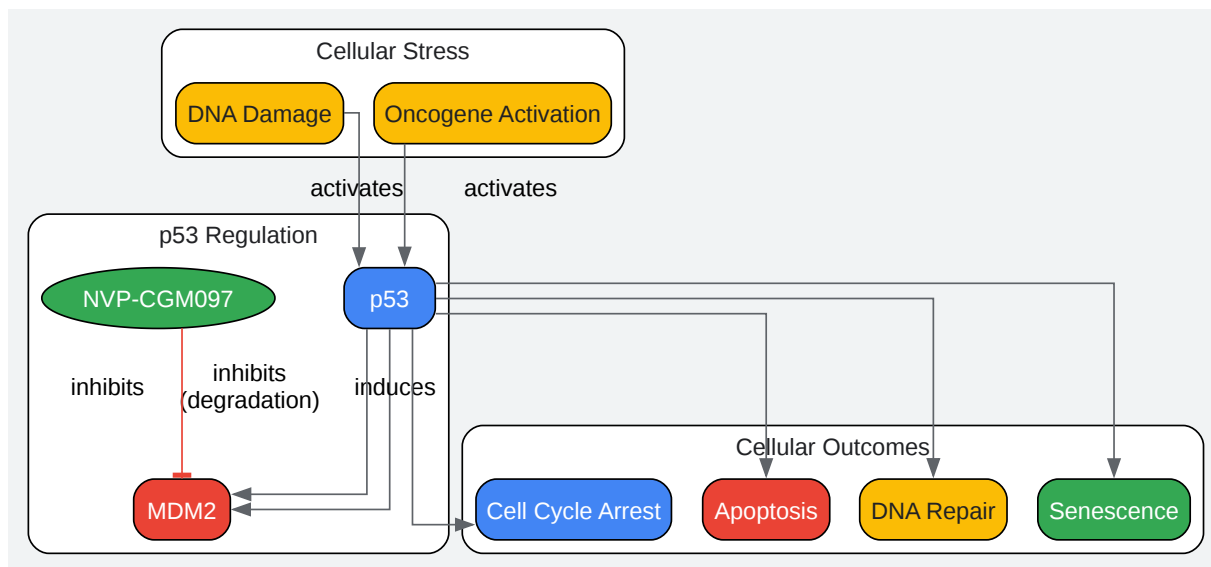 Cellular Stress
DNA Damage
Oncogene Activation
activates
activates
p53 Regulation
NVP-CGM097
p53
inhibits
inhibits
(degradation)
induces
MDM2
Cellular Outcomes
Cell Cycle Arrest
Apoptosis
DNA Repair
Senescence